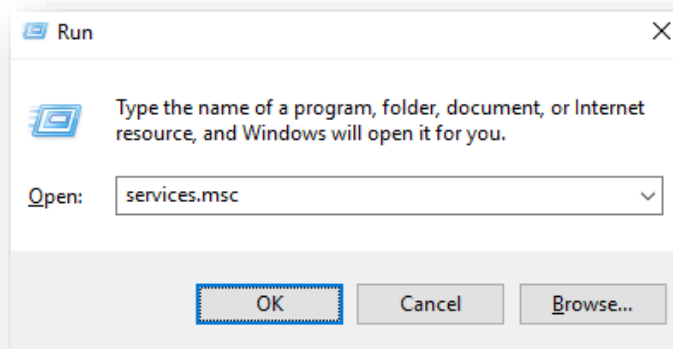 Run
Type the name of a program, folder, document, or Internet
resource, and Windows will open it for you.
Open: services.msc
OK Cancel Browse...